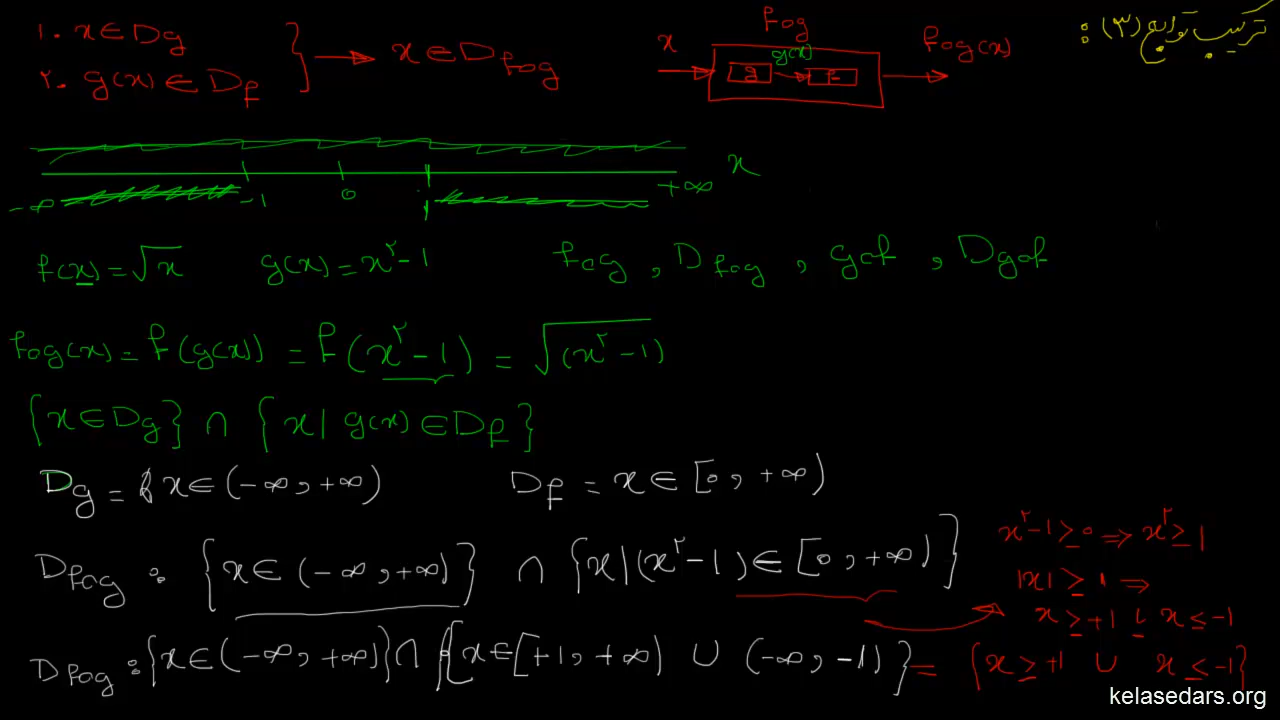 ترکیب توابع (۳) :
۱. x ∈ Dg
۲. g(x) ∈ Df
x ∈ Dfog
fog
x g g(x) f fog(x)
-∞ -1 0 1 +∞ x
f(x) = √x g(x) = x² - 1 fog , Dfog , gof , Dgof
fog(x) = f(g(x)) = f(x² - 1) = √(x² - 1)
{x ∈ Dg} ∩ {x | g(x) ∈ Df}
Dg = x ∈ (-∞, +∞) Df = x ∈ [0, +∞)
Dfog : {x ∈ (-∞, +∞)} ∩ {x | (x² - 1) ∈ [0, +∞)}
x² - 1 ≥ 0 ⇒ x² ≥ 1
|x| ≥ 1 ⇒
x ≥ +1 یا x ≤ -1
Dfog : {x ∈ (-∞, +∞)} ∩ {x ∈ [+1, +∞) ∪ (-∞, -1)} = {x ≥ +1 ∪ x ≤ -1}
kelasedars.org